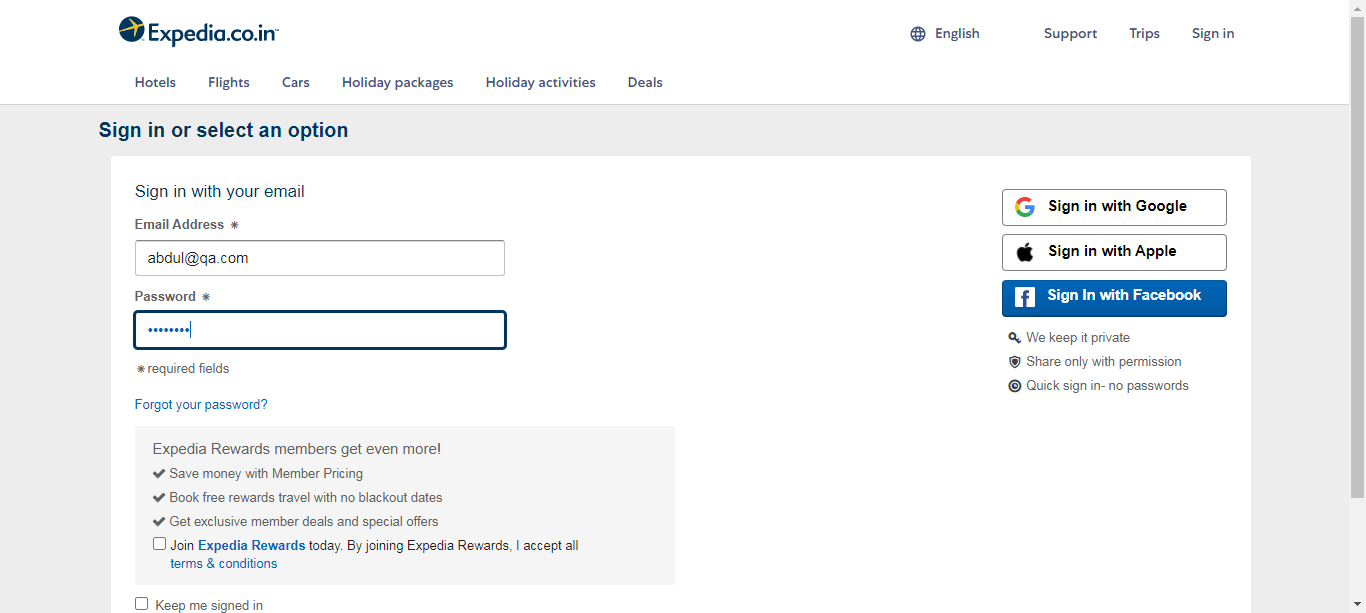 Expedia.co.in™
English Support Trips Sign in
Hotels Flights Cars Holiday packages Holiday activities Deals
Sign in or select an option
Sign in with your email
Email Address *
abdul@qa.com
Password *
••••••••
* required fields
Forgot your password?
Expedia Rewards members get even more!
Save money with Member Pricing
Book free rewards travel with no blackout dates
Get exclusive member deals and special offers
Join Expedia Rewards today. By joining Expedia Rewards, I accept all
terms & conditions
Keep me signed in
Sign in with Google
Sign in with Apple
Sign In with Facebook
We keep it private
Share only with permission
Quick sign in- no passwords